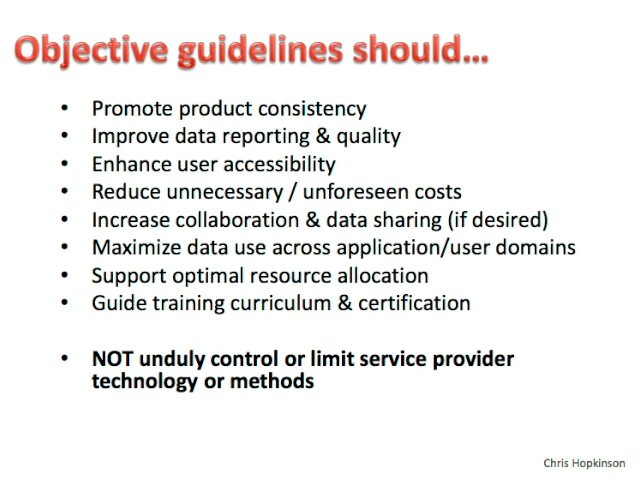 Objective guidelines should...
• Promote product consistency
• Improve data reporting & quality
• Enhance user accessibility
• Reduce unnecessary / unforeseen costs
• Increase collaboration & data sharing (if desired)
• Maximize data use across application/user domains
• Support optimal resource allocation
• Guide training curriculum & certification
• NOT unduly control or limit service provider
technology or methods
Chris Hopkinson